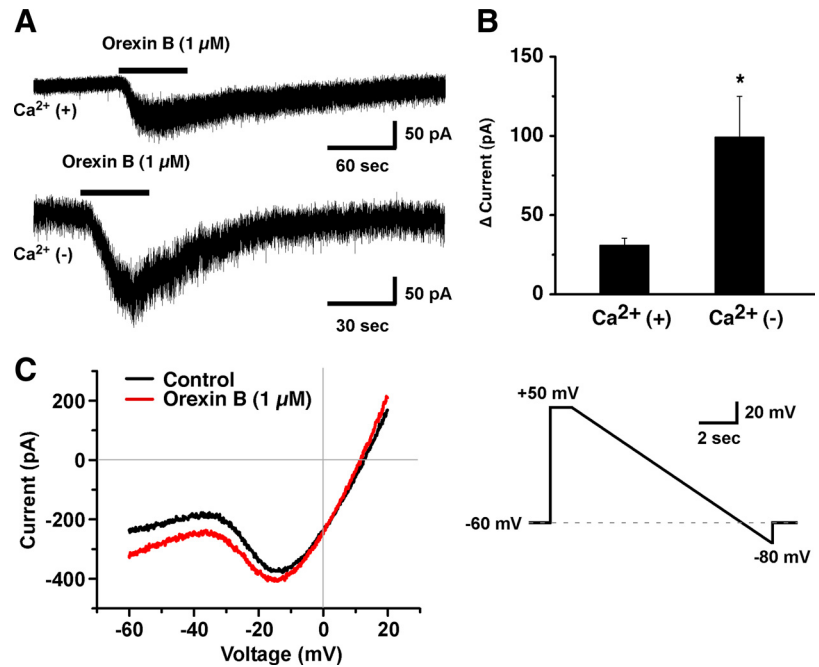 A
Orexin B (1 µM)
Ca2+ (+)
50 pA
60 sec
Orexin B (1 µM)
Ca2+ (-)
50 pA
30 sec
B
150
100
50
0
Δ Current (pA)
*
Ca2+ (+) Ca2+ (-)
C
Control
Orexin B (1 µM)
200
0
-200
-400
Current (pA)
-60 -40 -20 0 20
Voltage (mV)
+50 mV
20 mV
2 sec
-60 mV
-80 mV